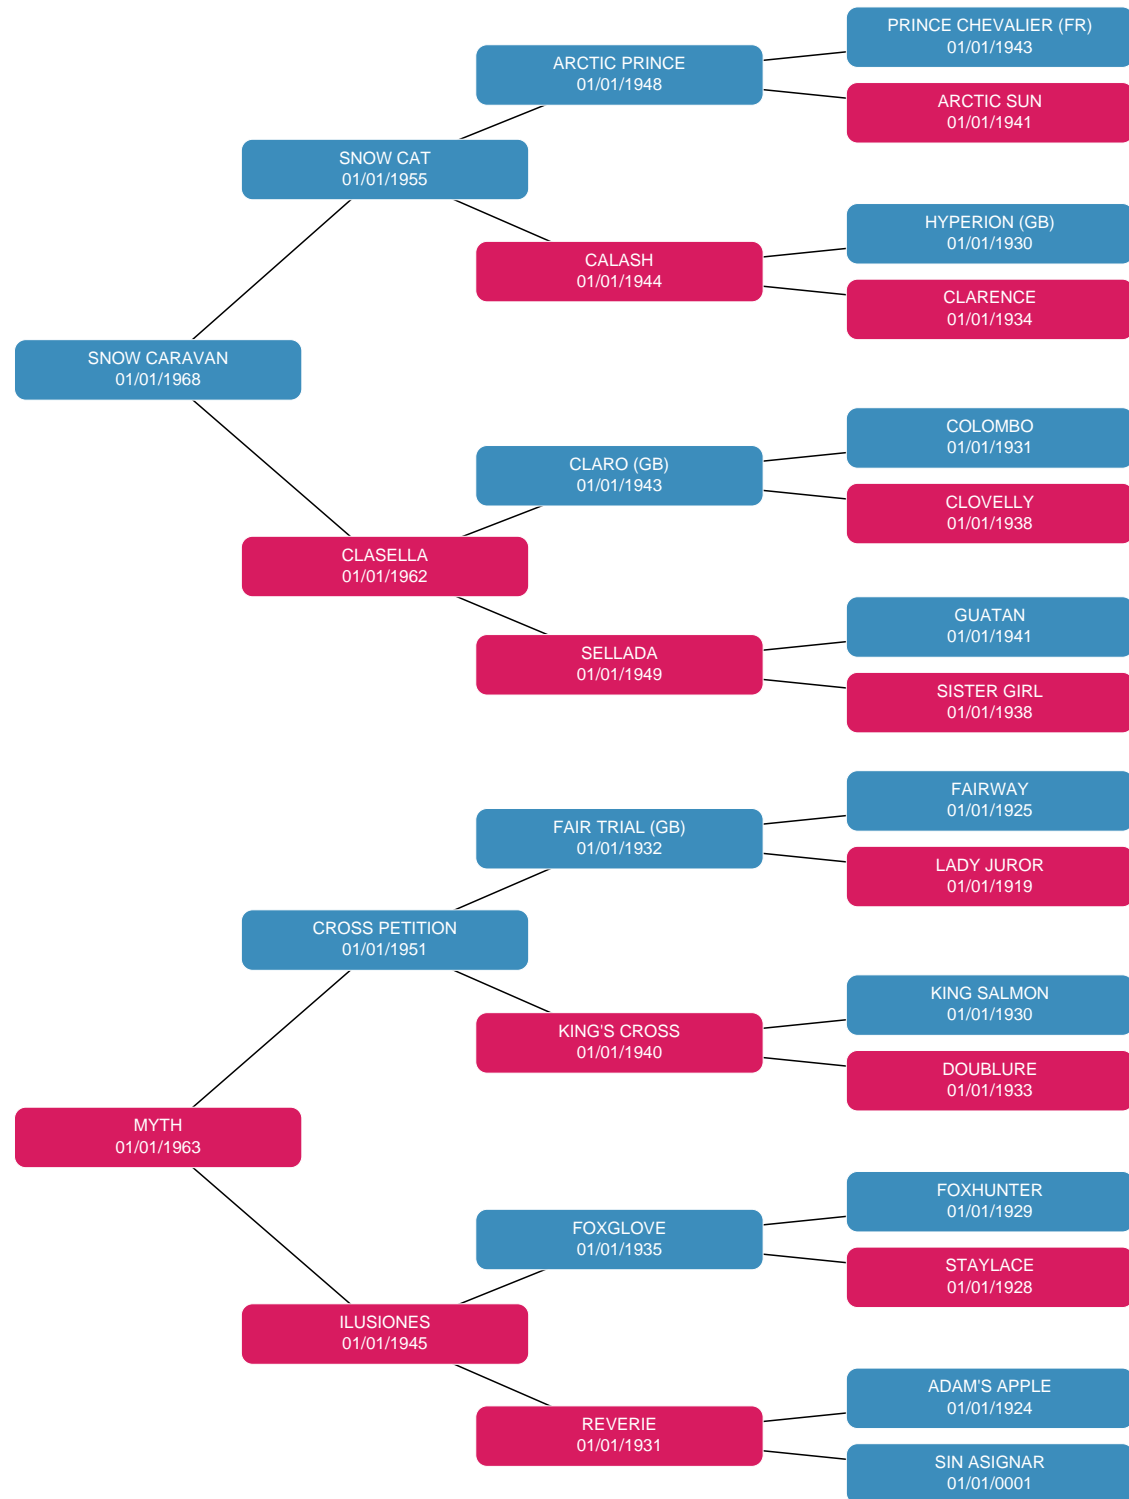 PRINCE CHEVALIER (FR)
01/01/1943
ARCTIC PRINCE
01/01/1948
ARCTIC SUN
01/01/1941
SNOW CAT
01/01/1955
HYPERION (GB)
01/01/1930
CALASH
01/01/1944
CLARENCE
01/01/1934
SNOW CARAVAN
01/01/1968
COLOMBO
01/01/1931
CLARO (GB)
01/01/1943
CLOVELLY
01/01/1938
CLASELLA
01/01/1962
GUATAN
01/01/1941
SELLADA
01/01/1949
SISTER GIRL
01/01/1938
FAIRWAY
01/01/1925
FAIR TRIAL (GB)
01/01/1932
LADY JUROR
01/01/1919
CROSS PETITION
01/01/1951
KING SALMON
01/01/1930
KING'S CROSS
01/01/1940
DOUBLURE
01/01/1933
MYTH
01/01/1963
FOXHUNTER
01/01/1929
FOXGLOVE
01/01/1935
STAYLACE
01/01/1928
ILUSIONES
01/01/1945
ADAM'S APPLE
01/01/1924
REVERIE
01/01/1931
SIN ASIGNAR
01/01/0001